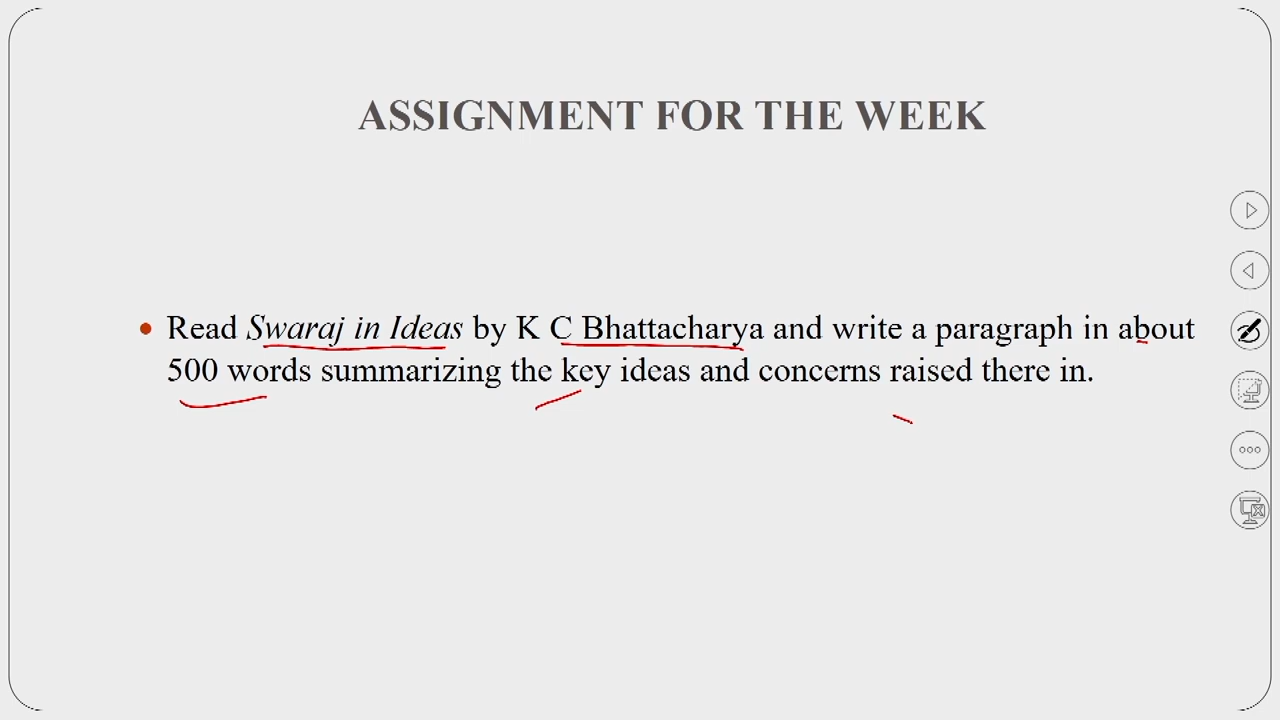 ASSIGNMENT FOR THE WEEK
• Read Swaraj in Ideas by K C Bhattacharya and write a paragraph in about
500 words summarizing the key ideas and concerns raised there in.